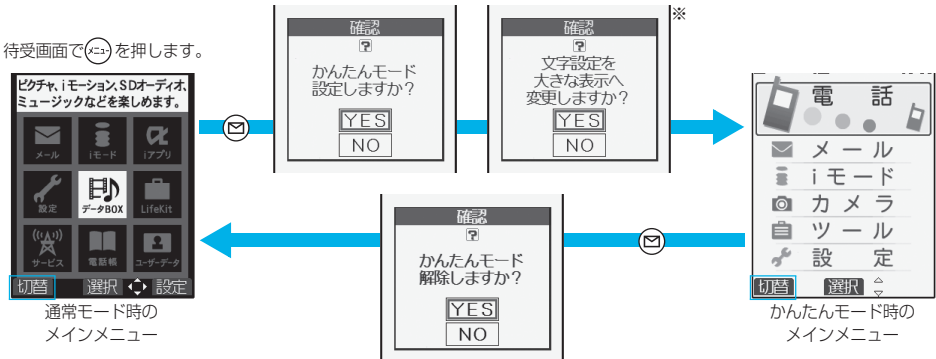 待受画面でメニューを押します。
ピクチャ、iモーション、SDオーディオ、
ミュージックなどを楽しめます。
メール
iモード
iアプリ
設定
データBOX
LifeKit
サービス
電話帳
ユーザーデータ
切替 選択 設定
通常モード時の
メインメニュー
確認
?
かんたんモード
設定しますか?
YES
NO
※
確認
?
文字設定を
大きな表示へ
変更しますか?
YES
NO
確認
?
かんたんモード
解除しますか?
YES
NO
電話
メール
iモード
カメラ
ツール
設定
切替 選択
かんたんモード時の
メインメニュー